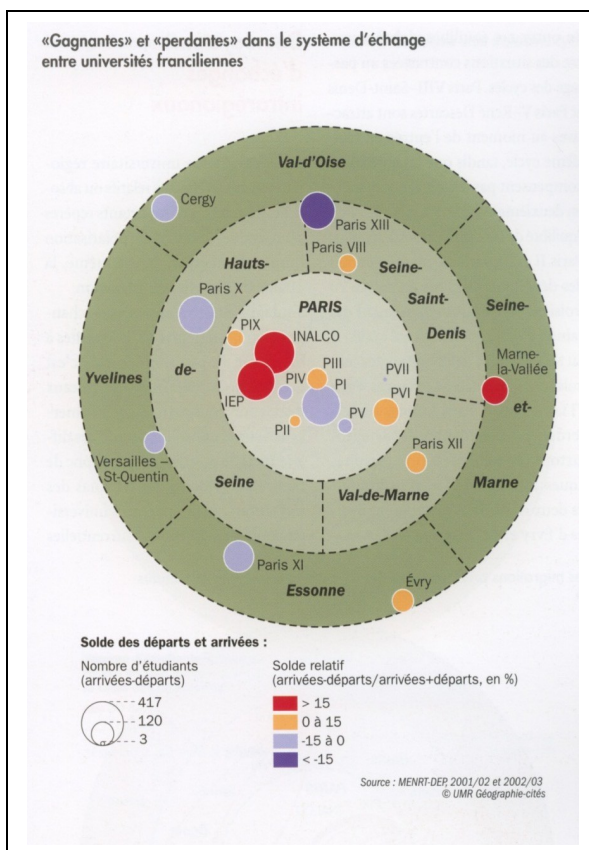 «Gagnantes» et «perdantes» dans le système d'échange
entre universités franciliennes
Val-d'Oise
Cergy
Paris XIII
Paris VIII
Hauts-
Seine-
Paris X
Saint-
PARIS
Seine-
PIX
INALCO
Denis
Marne-
la-Vallée
Yvelines
de-
PIII
PVII
PIV
PI
PVI
et-
IEP
PII
PV
Versailles –
St-Quentin
Paris XII
Seine
Val-de-Marne
Marne
Paris XI
Essonne
Évry
Solde des départs et arrivées :
Nombre d'étudiants
(arrivées-départs)
417
120
3
Solde relatif
(arrivées-départs/arrivées+départs, en %)
> 15
0 à 15
-15 à 0
< -15
Source : MENRT-DEP, 2001/02 et 2002/03
© UMR Géographie-cités